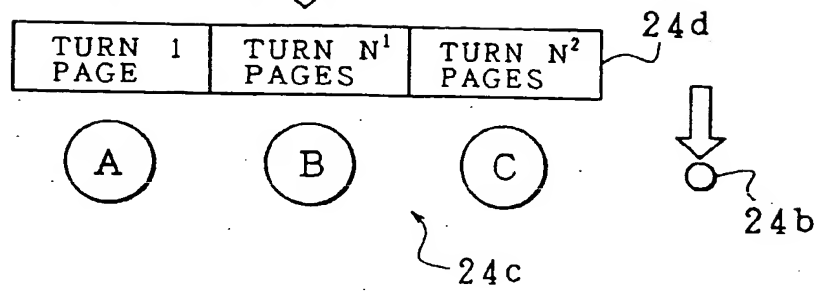 24d
TURN 1 TURN N¹ TURN N²
PAGE PAGES PAGES
A B C
24b
24c